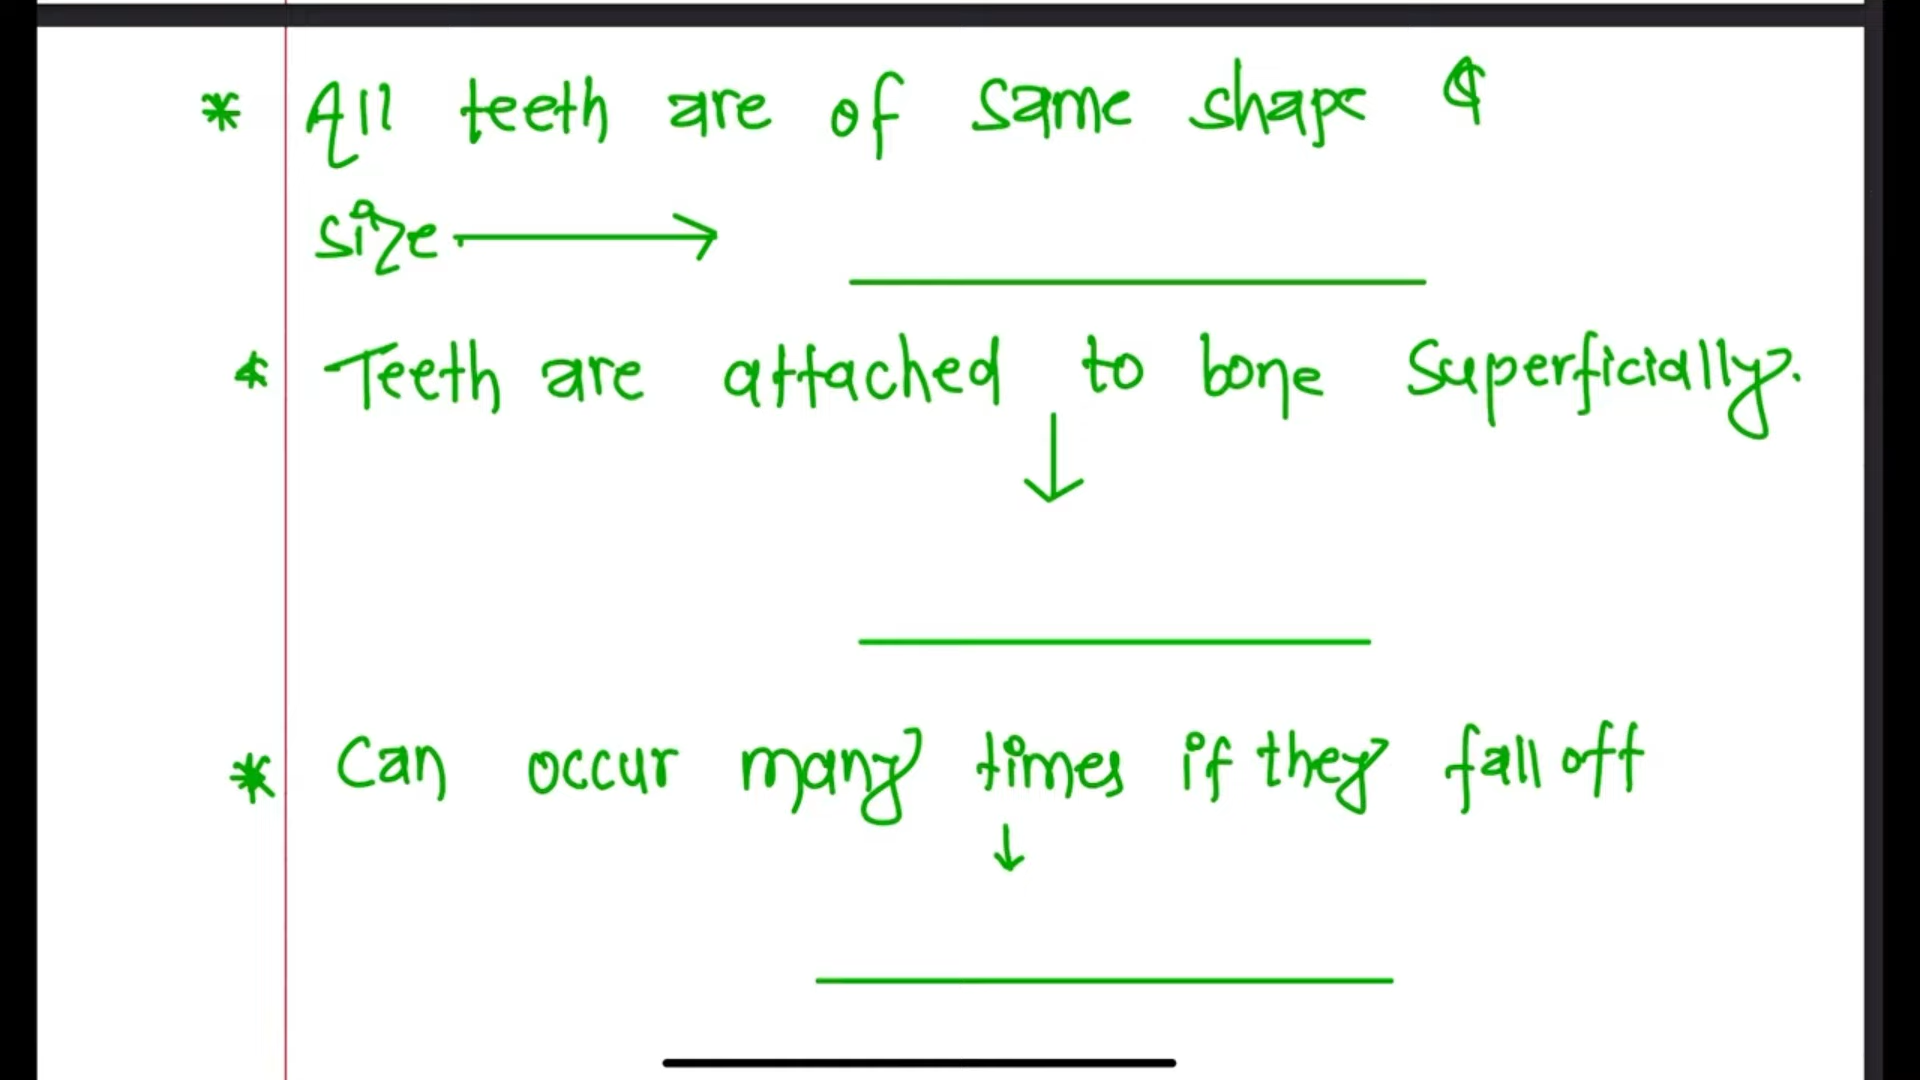 * All teeth are of same shape &
size →
* Teeth are attached to bone superficially.
↓
* Can occur many times if they fall off
↓